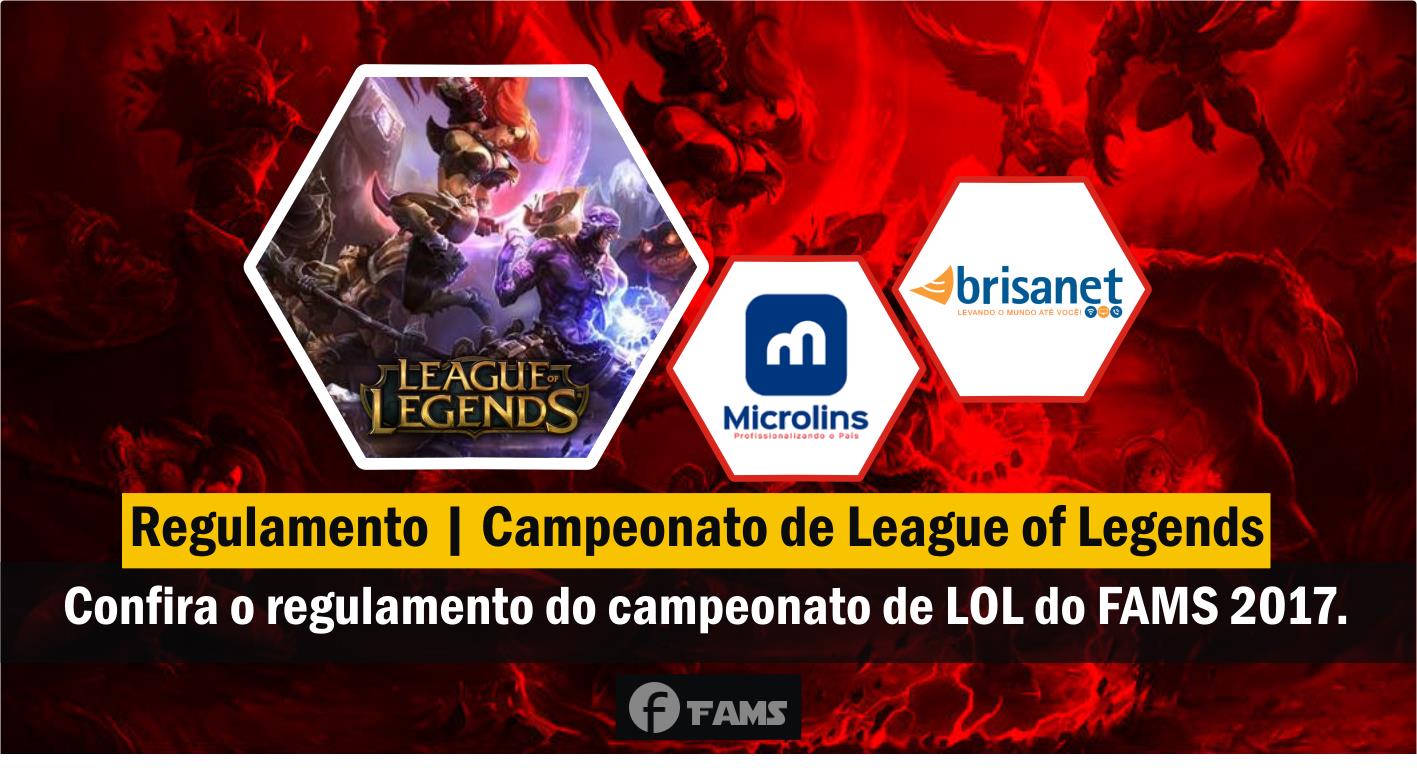 LEAGUE OF
LEGENDS
Microlins
Profissionalizando o País
brisanet
LEVANDO O MUNDO ATÉ VOCÊ!
Regulamento | Campeonato de League of Legends
Confira o regulamento do campeonato de LOL do FAMS 2017.
f FAMS